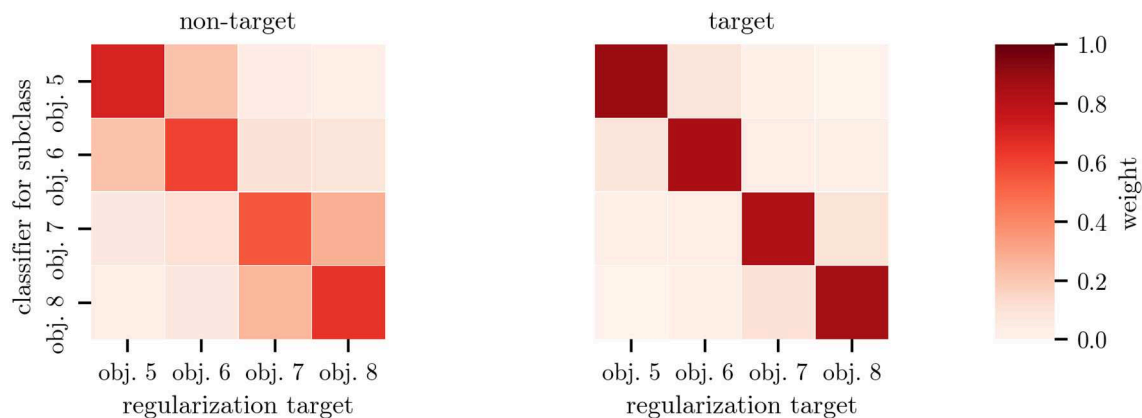 non-target
target
classifier for subclass
obj. 5
obj. 6
obj. 7
obj. 8
obj. 5 obj. 6 obj. 7 obj. 8
regularization target
obj. 5 obj. 6 obj. 7 obj. 8
regularization target
1.0
0.8
0.6
0.4
0.2
0.0
weight